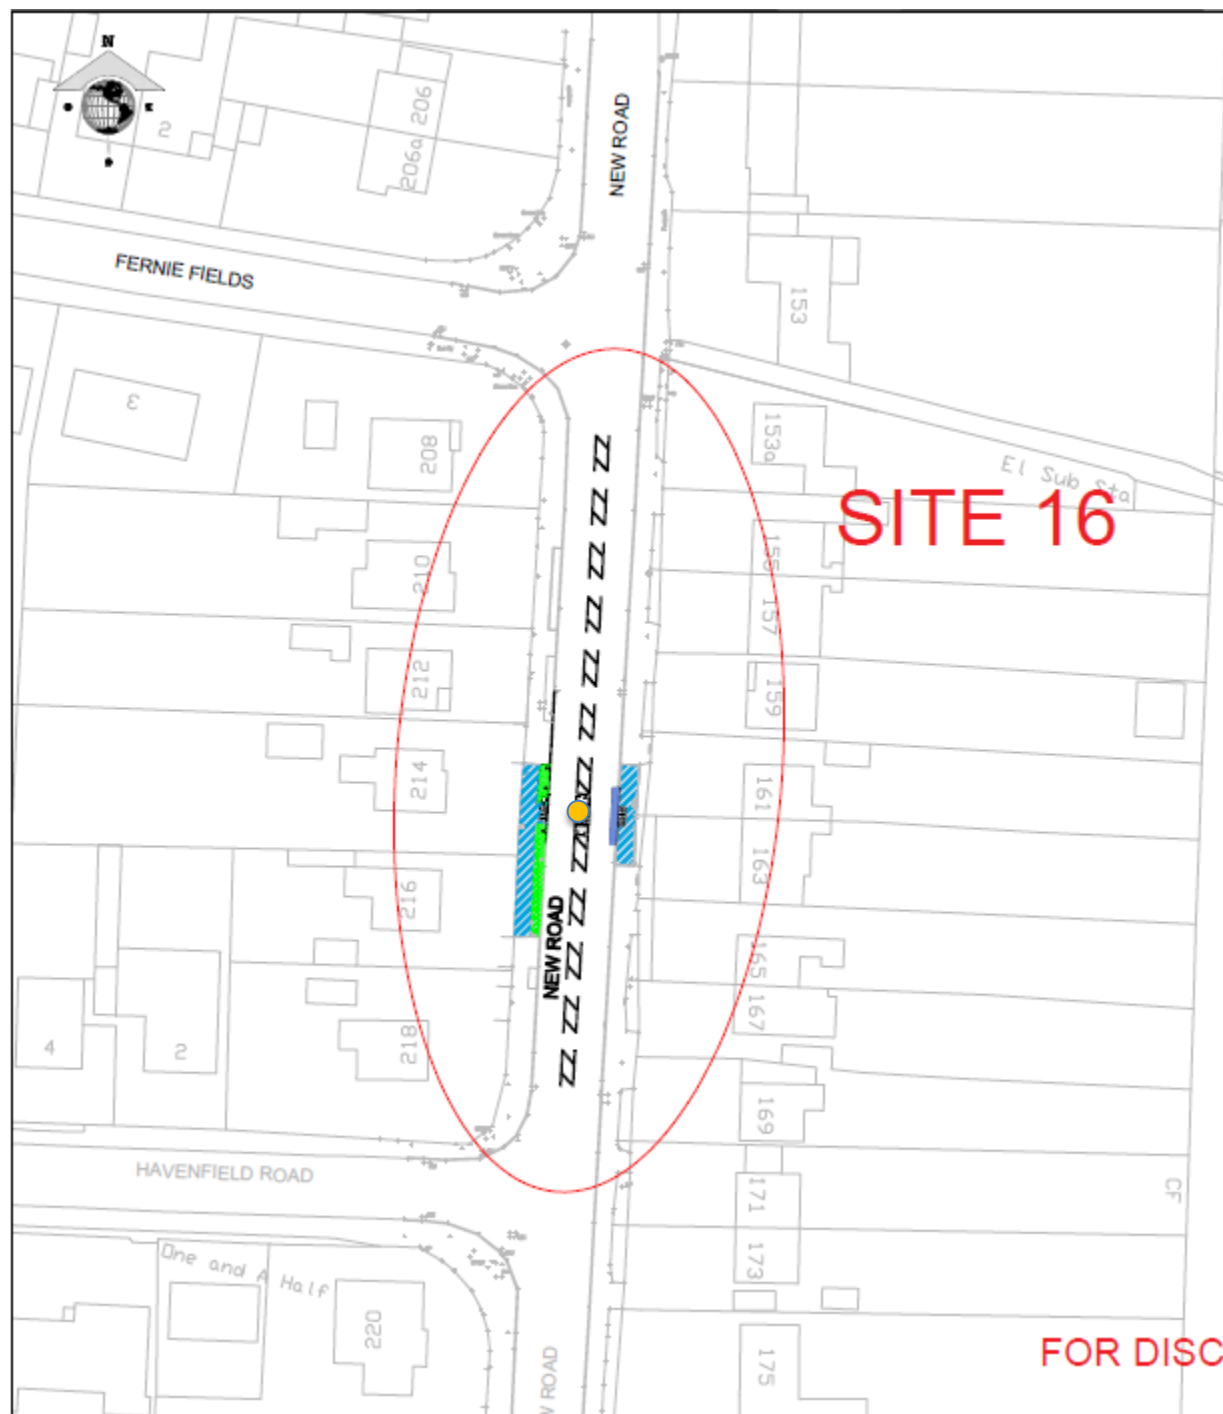 N
206
206a
2
NEW ROAD
FERNIE FIELDS
153
3
208
153a
El Sub Sta
SITE 16
155
210
157
212
159
214
161
163
216
NEW ROAD
165
167
4
2
218
169
HAVENFIELD ROAD
171
CF
One and A Half
173
220
175
FOR DISC
W ROAD